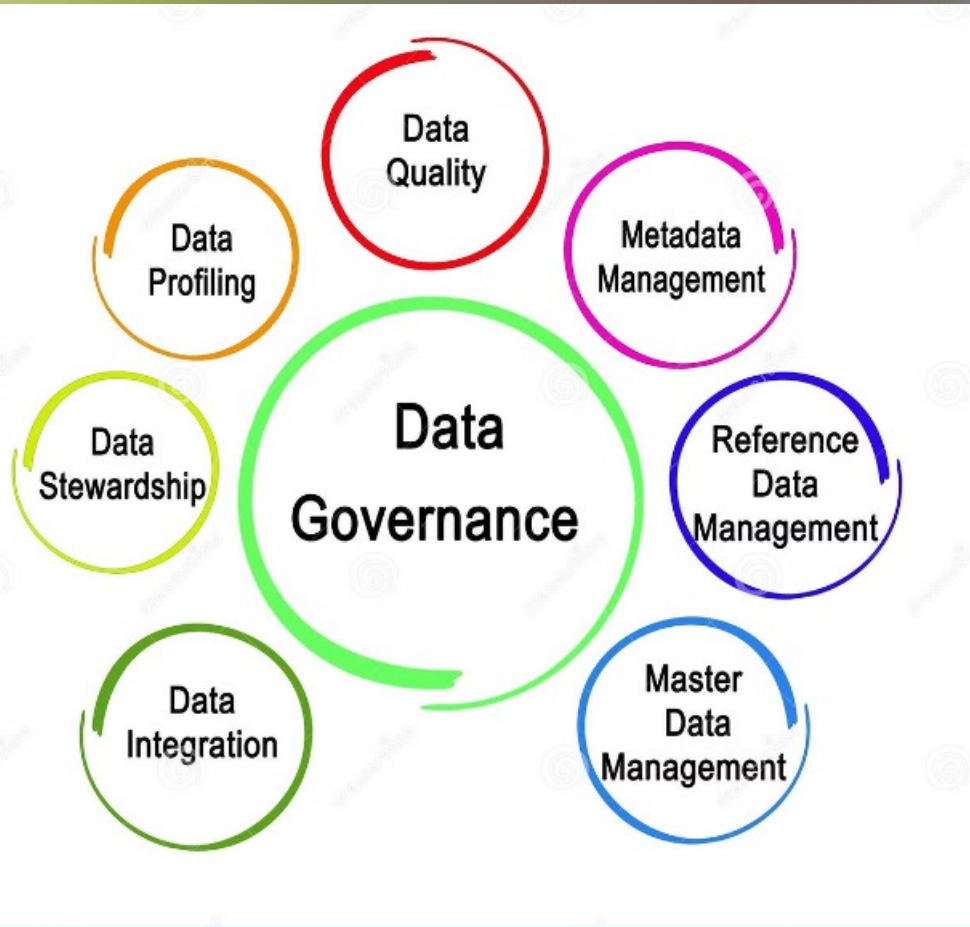 Data
Quality
Metadata
Management
Data
Profiling
Data
Governance
Reference
Data
Management
Data
Stewardship
Master
Data
Management
Data
Integration